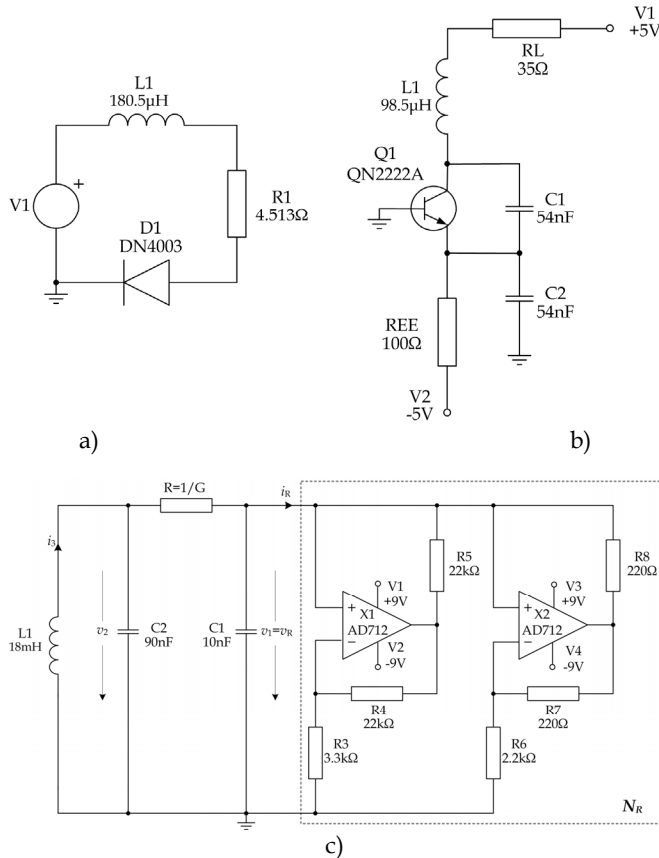 L1
180.5µH
V1
+
R1
4.513Ω
D1
DN4003
a)
V1
+5V
RL
35Ω
L1
98.5µH
Q1
QN2222A
C1
54nF
C2
54nF
REE
100Ω
V2
-5V
b)
R=1/G
iR
i3
L1
18mH
v2
C2
90nF
C1
10nF
v1=vR
R5
22kΩ
R8
220Ω
V1
+9V
+
X1
AD712
−
V2
-9V
R4
22kΩ
R3
3.3kΩ
V3
+9V
+
X2
AD712
−
V4
-9V
R7
220Ω
R6
2.2kΩ
NR
c)